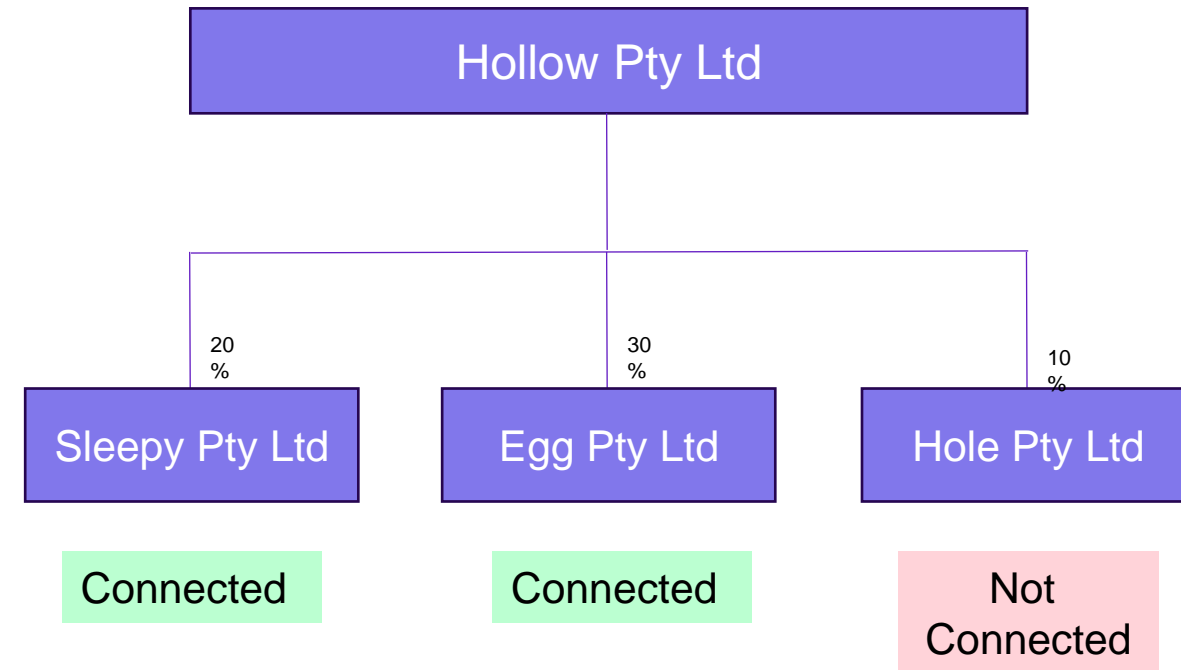 Hollow Pty Ltd
20
%
30
%
10
%
Sleepy Pty Ltd
Egg Pty Ltd
Hole Pty Ltd
Connected
Connected
Not
Connected